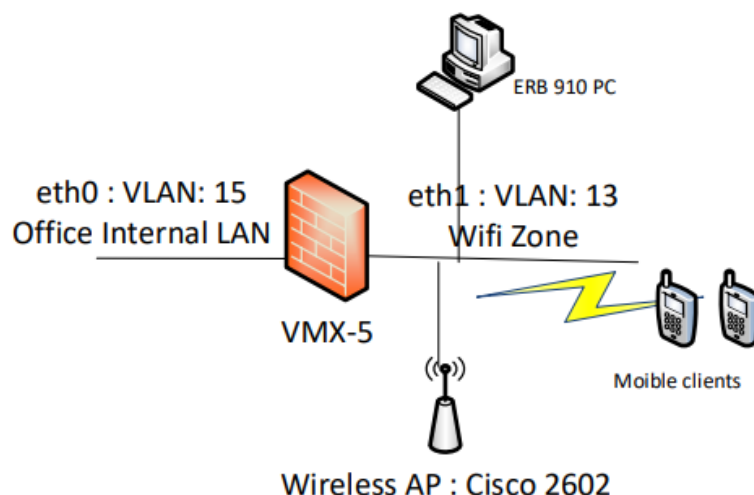 ERB 910 PC
eth0 : VLAN: 15
Office Internal LAN
eth1 : VLAN: 13
Wifi Zone
VMX-5
Moible clients
Wireless AP : Cisco 2602